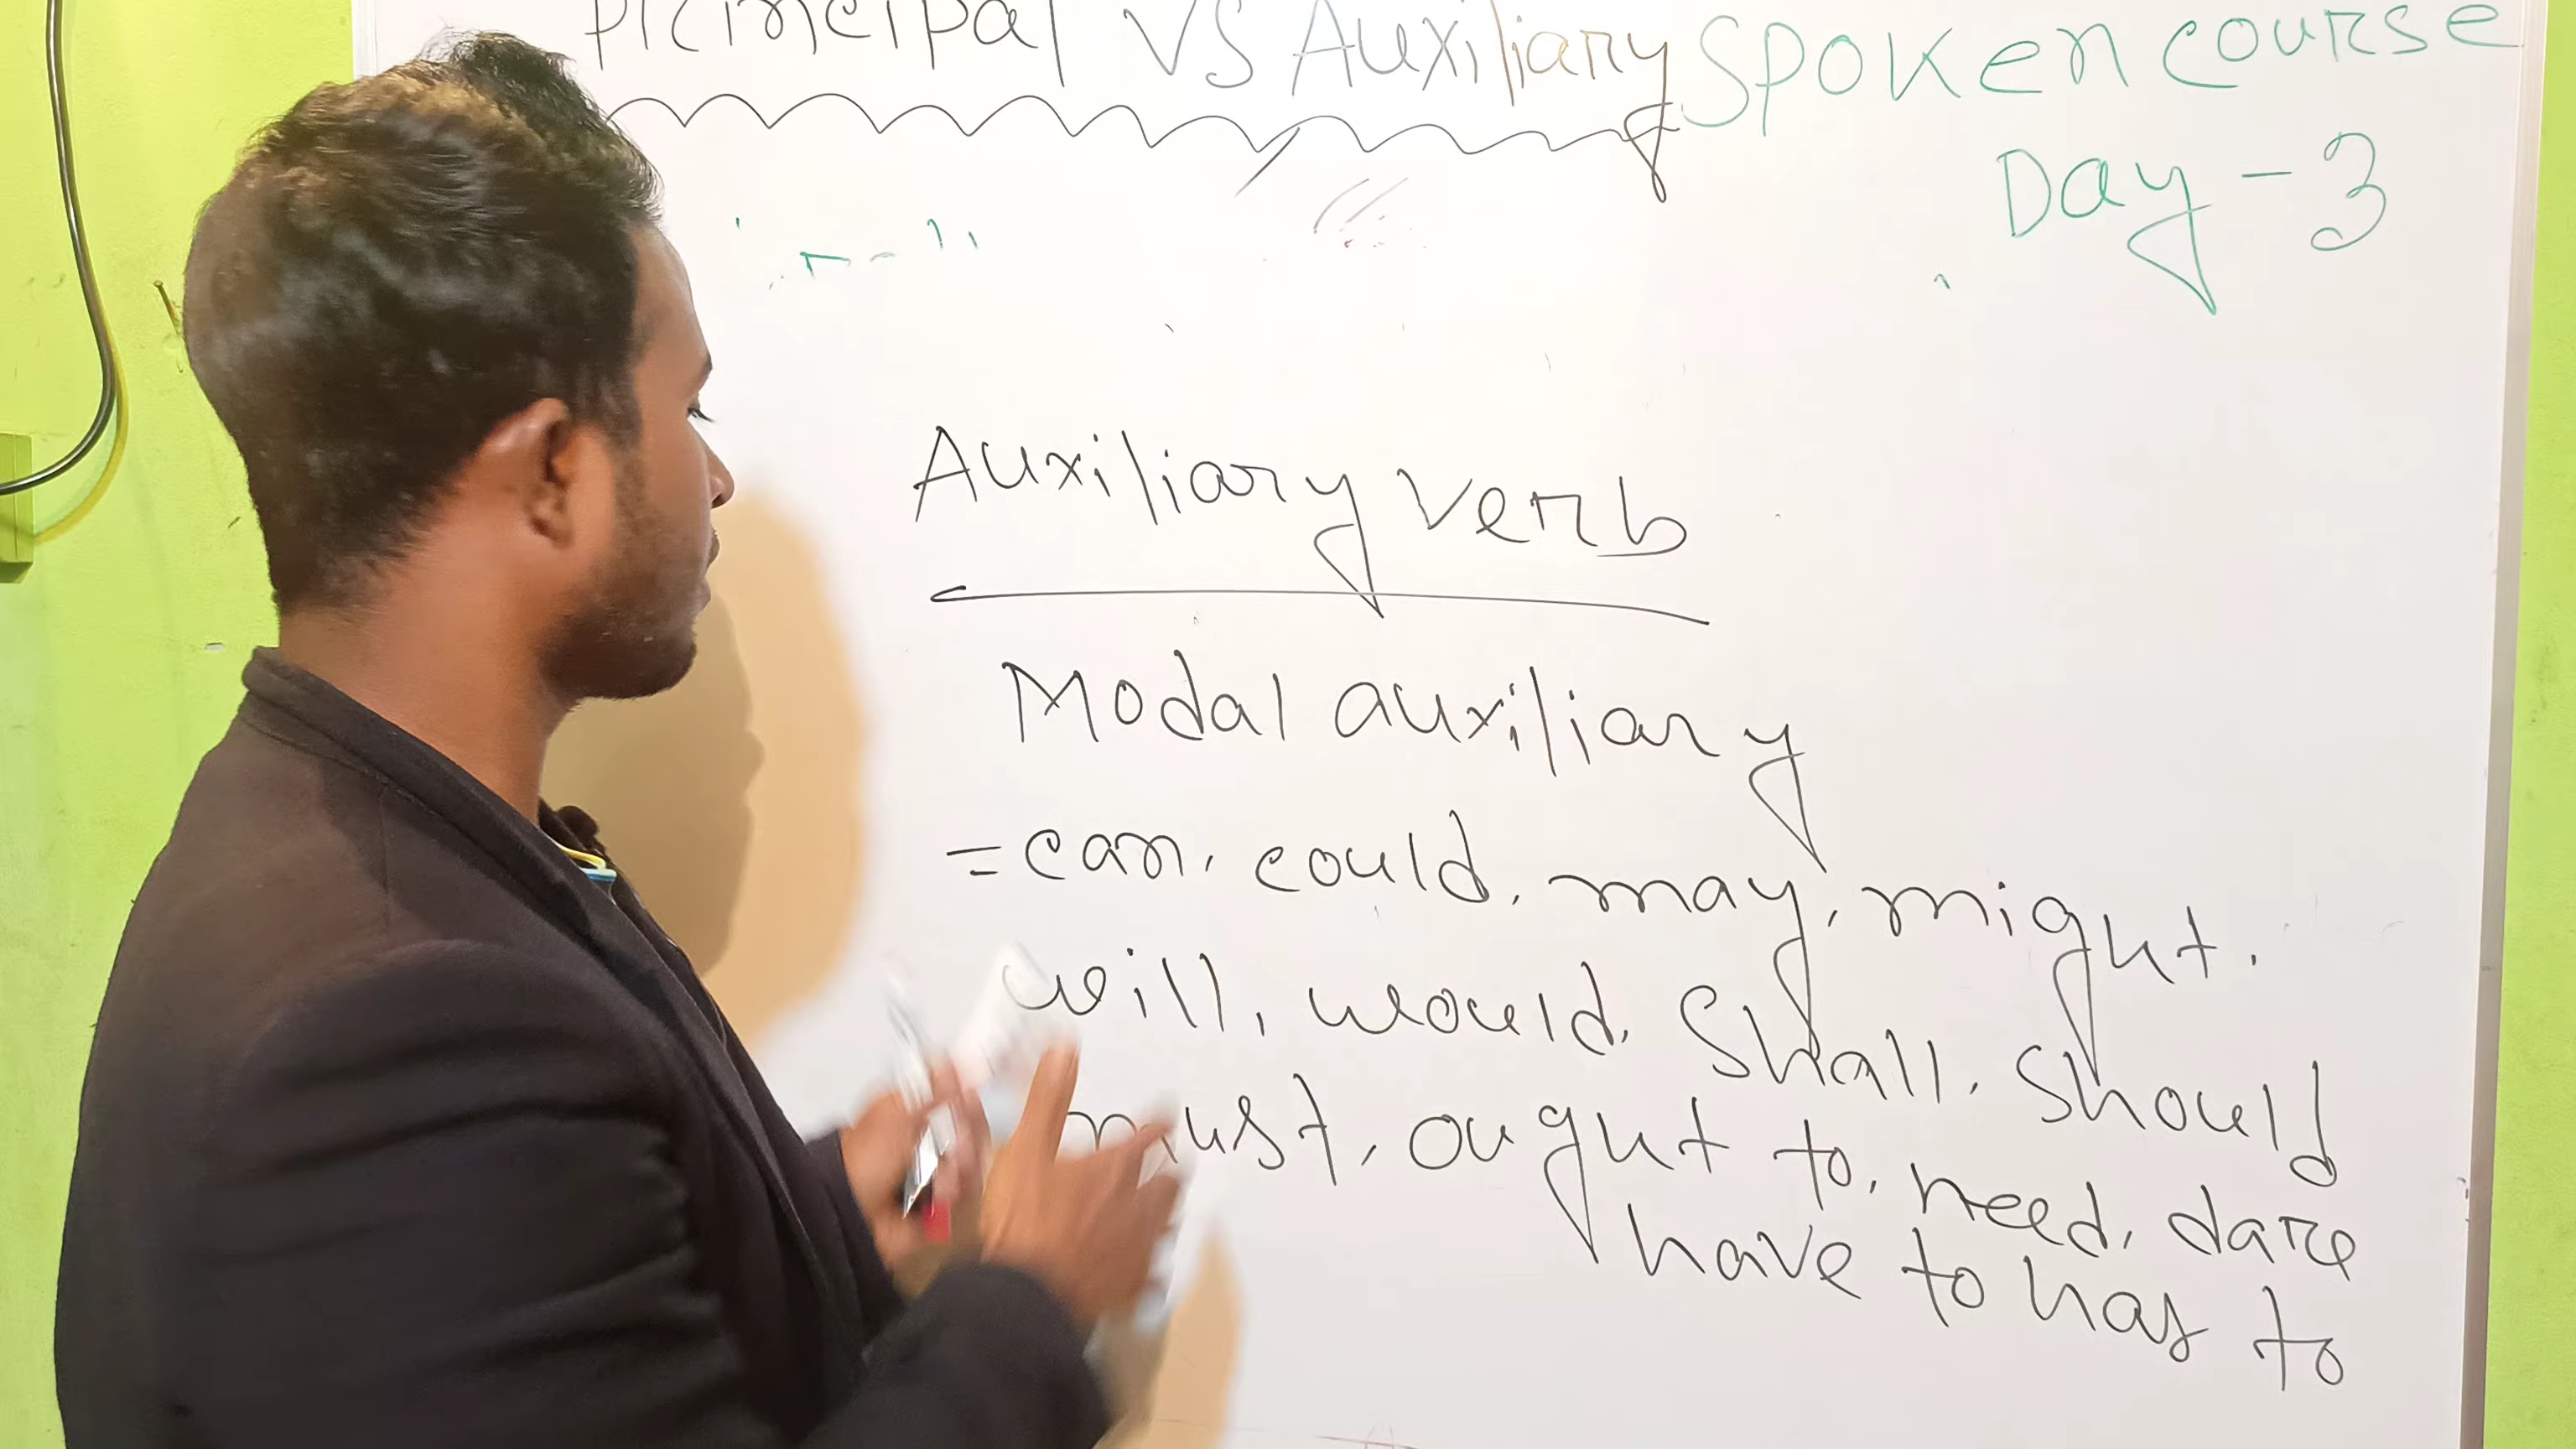 Principal VS Auxiliary
Spoken course
Day - 3
Auxiliary verb
Modal auxiliary
= can, could, may, might.
will, would, Shall, Should
must, ought to, need, dare
have to has to